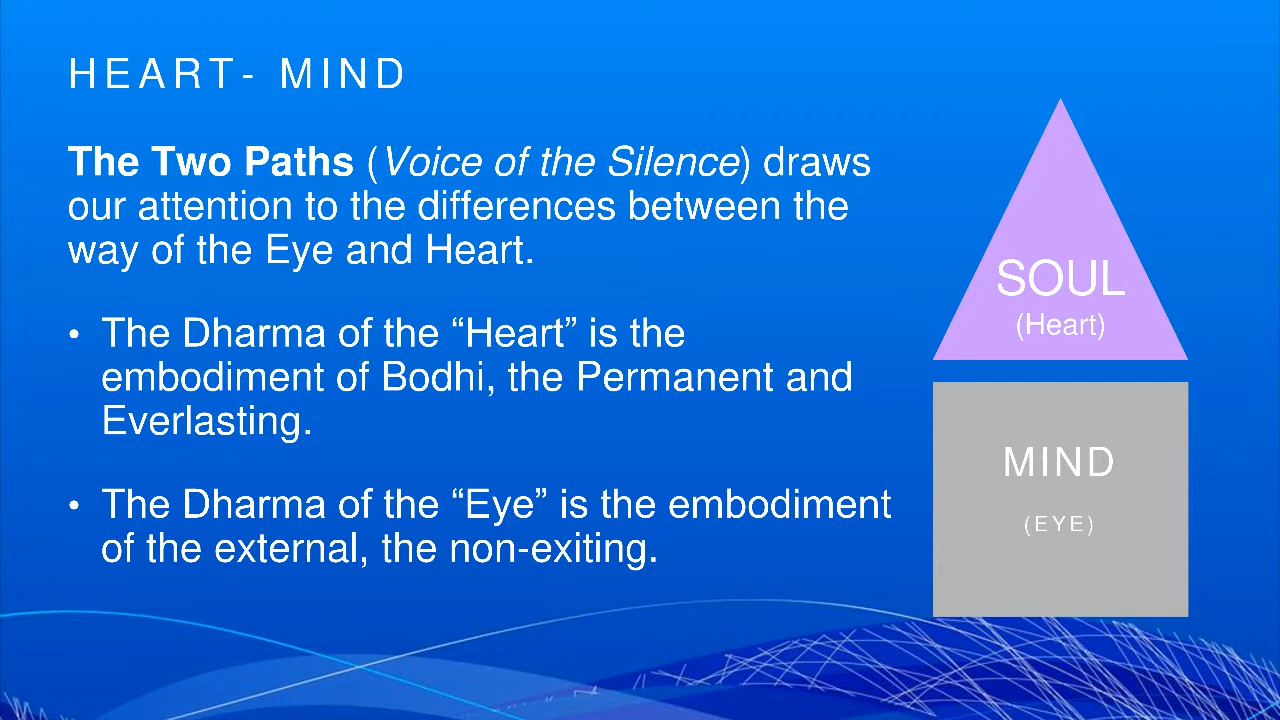 HEART- MIND
The Two Paths (Voice of the Silence) draws
our attention to the differences between the
way of the Eye and Heart.
• The Dharma of the “Heart” is the
embodiment of Bodhi, the Permanent and
Everlasting.
• The Dharma of the “Eye” is the embodiment
of the external, the non-exiting.
SOUL
(Heart)
MIND
(EYE)